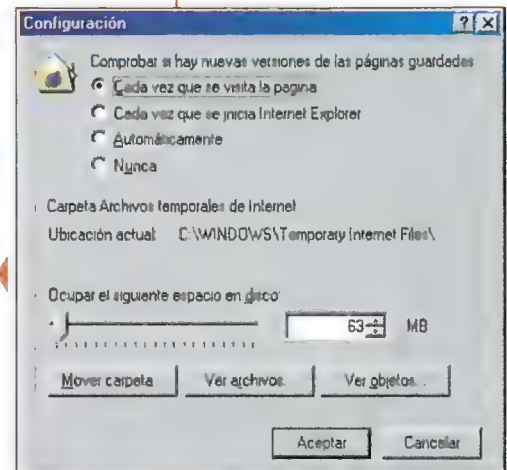 Configuración
Comprobar si hay nuevas versiones de las páginas guardadas
Cada vez que se visita la pagina
Cada vez que se inicia Internet Explorer
Automáticamente
Nunca
Carpeta Archivos temporales de Internet
Ubicación actual: C:\WINDOWS\Temporary Internet Files\
Ocupar el siguiente espacio en disco:
63 MB
Mover carpeta Ver archivos. Ver objetos...
Aceptar Cancelar